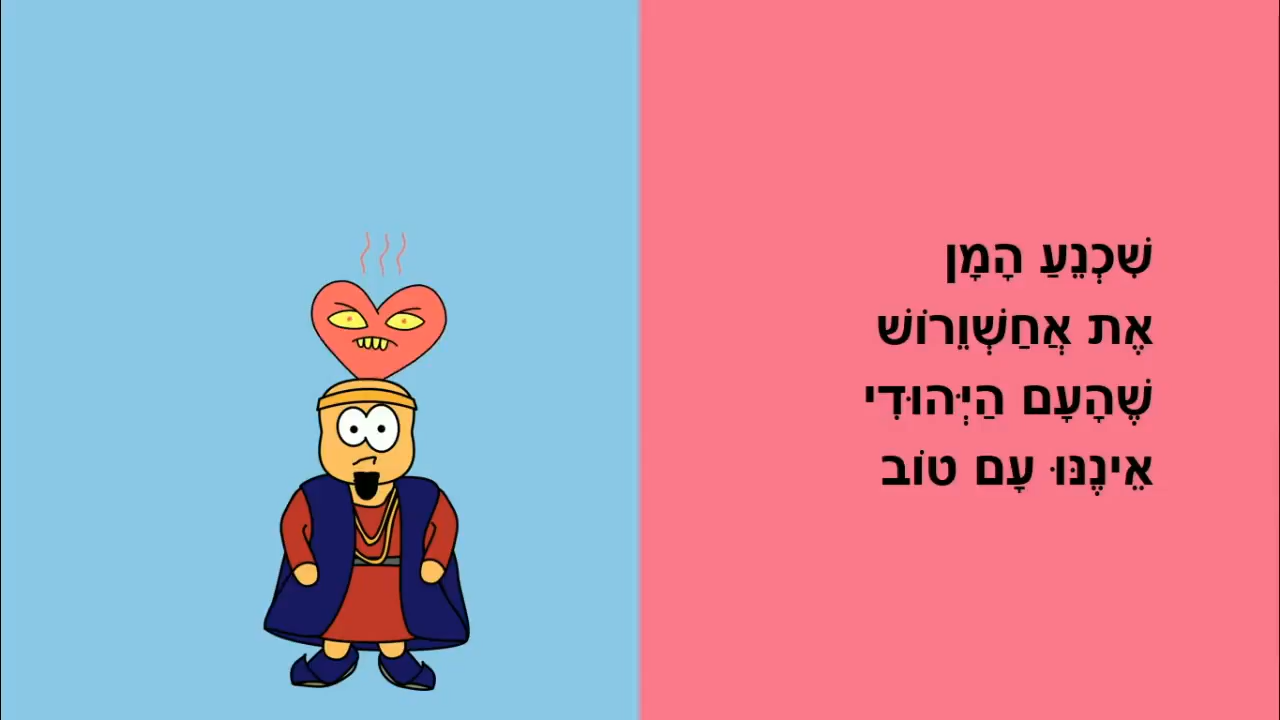 שִׁכְנֵעַ הָמָן
אֶת אֲחַשְׁוֵרוֹשׁ
שֶׁהָעָם הַיְּהוּדִי
אֵינֶנּוּ עָם טוֹב